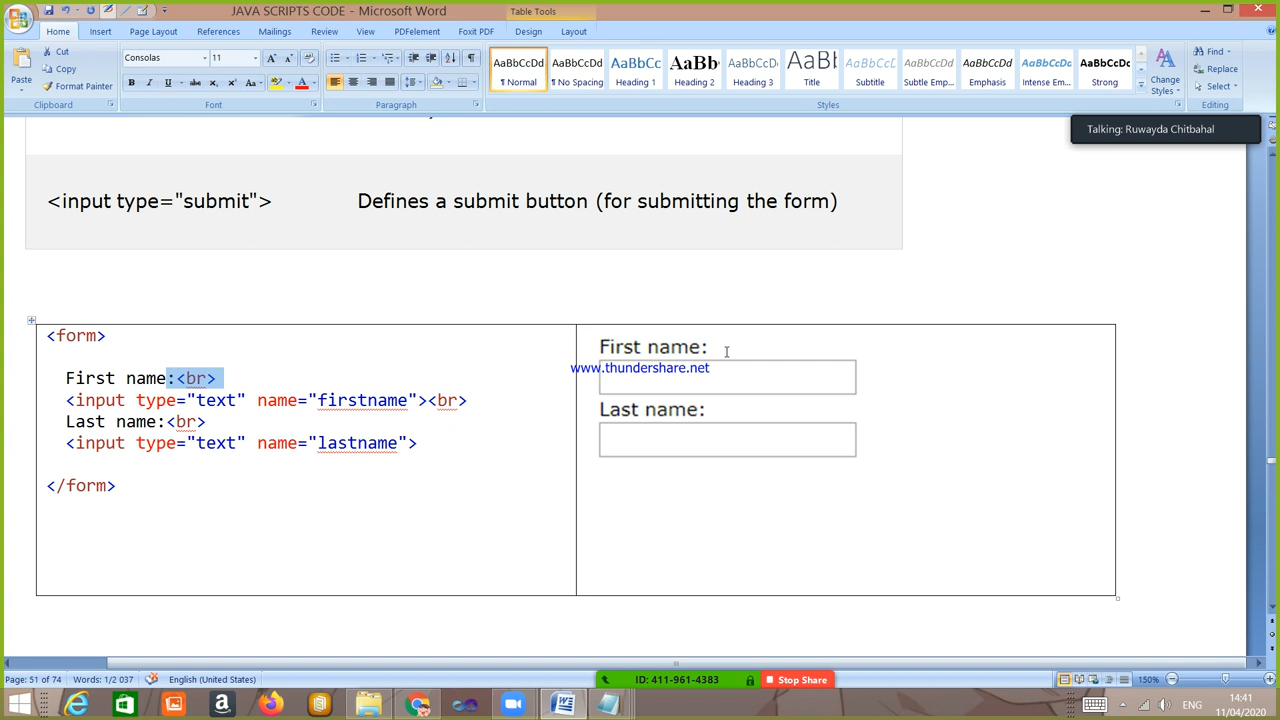 JAVA SCRIPTS CODE - Microsoft Word
Table Tools
Home Insert Page Layout References Mailings Review View PDFelement Foxit PDF Design Layout
Paste
Cut
Copy
Format Painter
Clipboard
Consolas 11
B I U abc X₂ X² Aa
Font
Paragraph
AaBbCcDd AaBbCcDd AaBbCc AaBb AaBbCcD AaBb AaBbCcL AaBbCcDd AaBbCcDd AaBbCcDd AaBbCcDc
¶ Normal ¶ No Spacing Heading 1 Heading 2 Heading 3 Title Subtitle Subtle Emp... Emphasis Intense Em... Strong
Styles
Change Styles
Find
Replace
Select
Editing
Talking: Ruwayda Chitbahal
<input type="submit"> Defines a submit button (for submitting the form)
<form>
First name:<br>
<input type="text" name="firstname"><br>
Last name:<br>
<input type="text" name="lastname">
</form>
First name:
www.thundershare.net
Last name:
Page: 51 of 74 Words: 1/2 037 English (United States)
ID: 411-961-4383 Stop Share
150%
ENG
14:41
11/04/2020